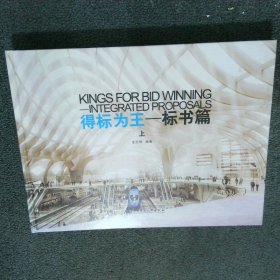 KINGS FOR BID WINNING
—INTEGRATED PROPOSALS
得标为王—标书篇
上